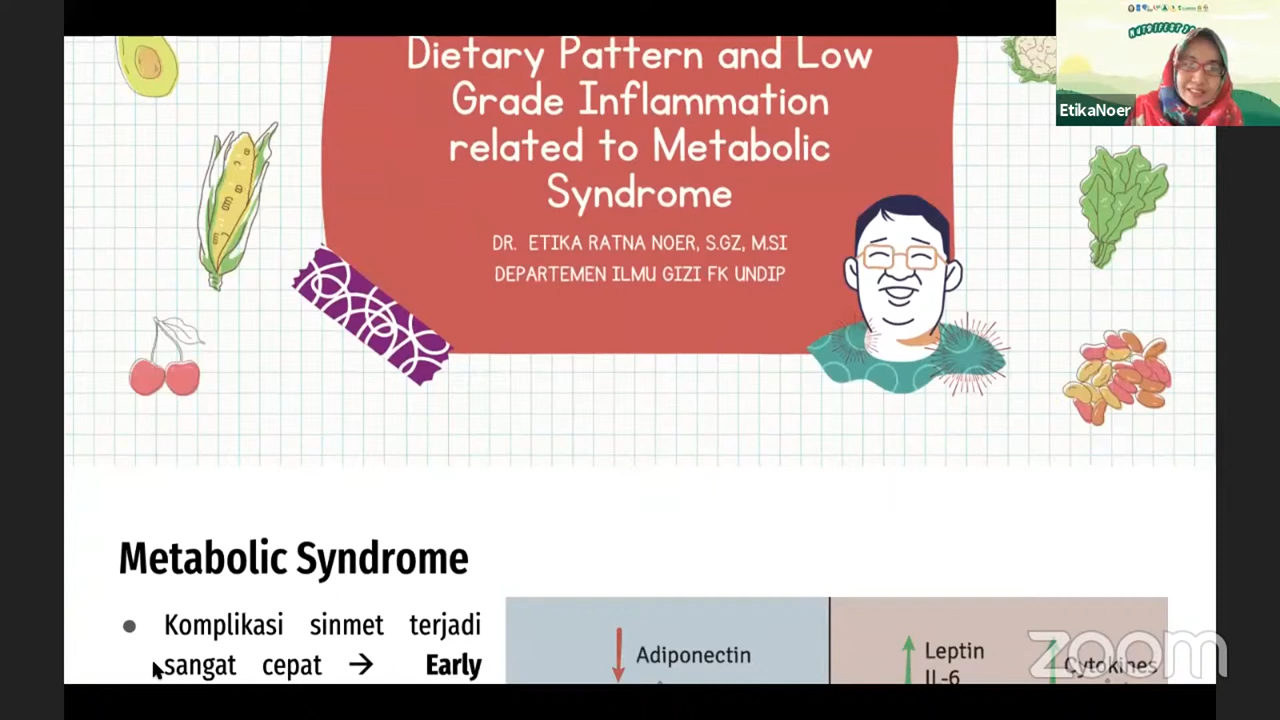 Dietary Pattern and Low
Grade Inflammation
related to Metabolic
Syndrome
DR. ETIKA RATNA NOER, S.GZ, M.SI
DEPARTEMEN ILMU GIZI FK UNDIP
EtikaNoer
Metabolic Syndrome
Komplikasi sinmet terjadi
sangat cepat → Early
↓ Adiponectin
↑ Leptin
IL-6
↑ Cytokines
zoom